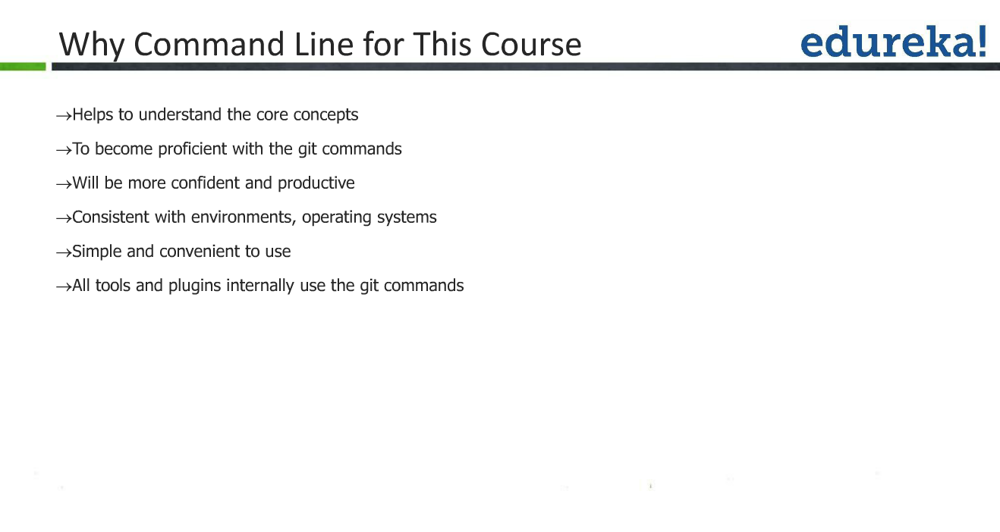 Why Command Line for This Course
edureka!
→Helps to understand the core concepts
→To become proficient with the git commands
→Will be more confident and productive
→Consistent with environments, operating systems
→Simple and convenient to use
→All tools and plugins internally use the git commands